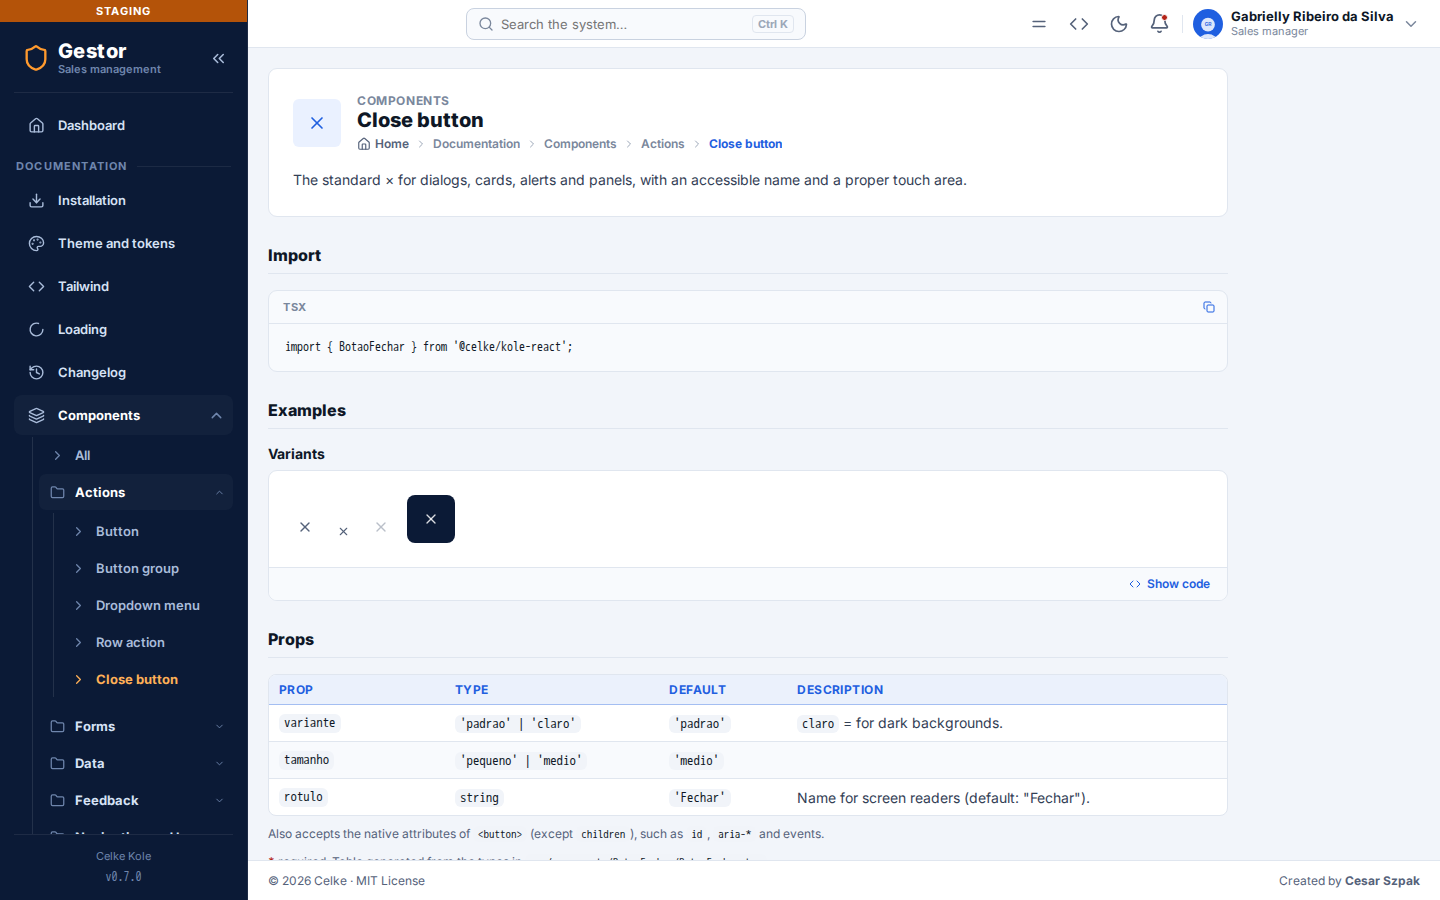 STAGING
Gestor
Sales management
Search the system...
Ctrl K
GR
Gabrielly Ribeiro da Silva
Sales manager
Dashboard
DOCUMENTATION
Installation
Theme and tokens
Tailwind
Loading
Changelog
Components
All
Actions
Button
Button group
Dropdown menu
Row action
Close button
Forms
Data
Feedback
Celke Kole
v0.7.0
COMPONENTS
Close button
Home
Documentation
Components
Actions
Close button
The standard × for dialogs, cards, alerts and panels, with an accessible name and a proper touch area.
Import
TSX
import { BotaoFechar } from '@celke/kole-react';
Examples
Variants
Show code
Props
PROP TYPE DEFAULT DESCRIPTION
variante 'padrao' | 'claro' 'padrao' claro = for dark backgrounds.
tamanho 'pequeno' | 'medio' 'medio'
rotulo string 'Fechar' Name for screen readers (default: "Fechar").
Also accepts the native attributes of <button> (except children ), such as id , aria-* and events.
© 2026 Celke · MIT License
Created by Cesar Szpak